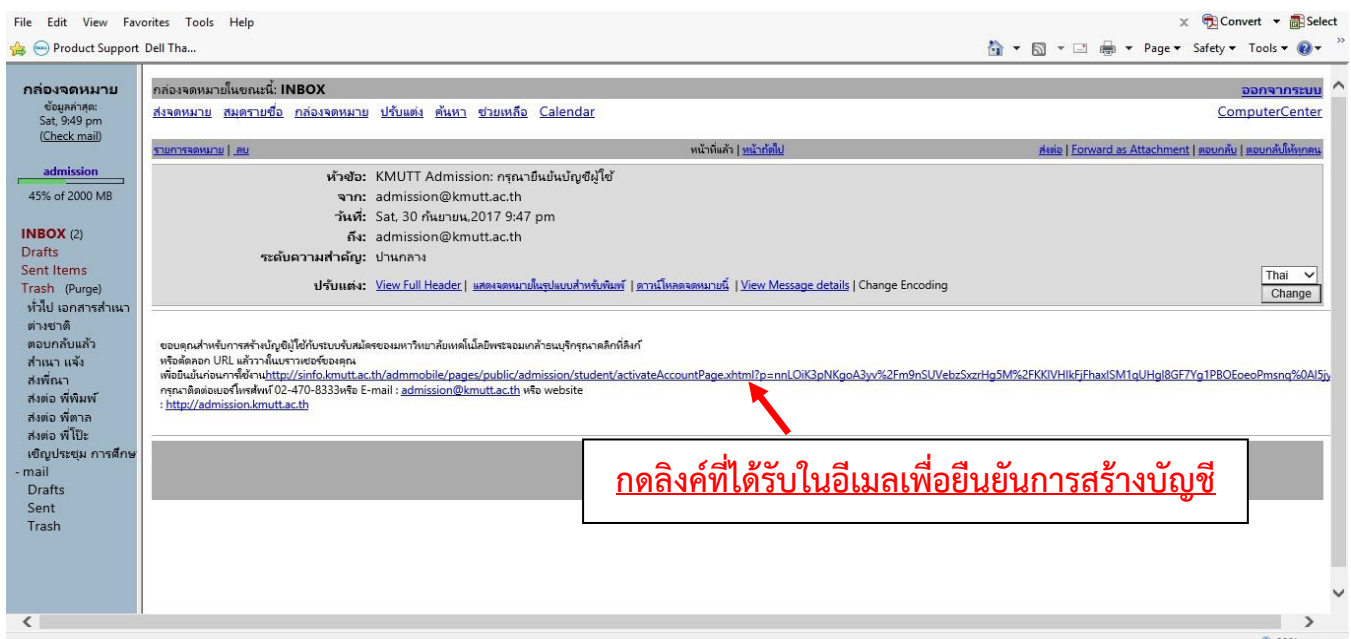 File Edit View Favorites Tools Help
x Convert Select
Product Support Dell Tha...
Page Safety Tools
กล่องจดหมาย
ข้อมูลล่าสุด:
Sat, 9:49 pm
(Check mail)
admission
45% of 2000 MB
INBOX (2)
Drafts
Sent Items
Trash (Purge)
ทั่วไป เอกสารสำเนา
ต่างชาติ
ตอบกลับแล้ว
สำเนา แจ้ง
ส่งพี่ณา
ส่งต่อ พี่พิมพ์
ส่งต่อ พี่ตาล
ส่งต่อ พี่โป๊ะ
เชิญประชุม การศึกษ
- mail
Drafts
Sent
Trash
กล่องจดหมายในขณะนี้: INBOX
ออกจากระบบ
ส่งจดหมาย สมุดรายชื่อ กล่องจดหมาย ปรับแต่ง ค้นหา ช่วยเหลือ Calendar
ComputerCenter
รายการจดหมาย | ลบ
หน้าที่แล้ว | หน้าถัดไป
ส่งต่อ | Forward as Attachment | ตอบกลับ | ตอบกลับให้ทุกคน
หัวข้อ: KMUTT Admission: กรุณายืนยันบัญชีผู้ใช้
จาก: admission@kmutt.ac.th
วันที่: Sat, 30 กันยายน,2017 9:47 pm
ถึง: admission@kmutt.ac.th
ระดับความสำคัญ: ปานกลาง
ปรับแต่ง: View Full Header | แสดงจดหมายในรูปแบบสำหรับพิมพ์ | ดาวน์โหลดจดหมายนี้ | View Message details | Change Encoding
Thai
Change
ขอบคุณสำหรับการสร้างบัญชีผู้ใช้กับระบบรับสมัครของมหาวิทยาลัยเทคโนโลยีพระจอมเกล้าธนบุรีกรุณาคลิกที่ลิงก์
หรือคัดลอก URL แล้ววางในบราวเซอร์ของคุณ
เพื่อยืนยันก่อนการใช้งานhttp://sinfo.kmutt.ac.th/admmobile/pages/public/admission/student/activateAccountPage.xhtml?p=nnLOiK3pNKgoA3yv%2Fm9nSUVebzSxzrHg5M%2FKKIVHIkFjFhaxISM1qUHgI8GF7Yg1PBOEoeoPmsnq%0AI5jy
กรุณาติดต่อเบอร์โทรศัพท์ 02-470-8333หรือ E-mail : admission@kmutt.ac.th หรือ website
: http://admission.kmutt.ac.th
กดลิงค์ที่ได้รับในอีเมลเพื่อยืนยันการสร้างบัญชี